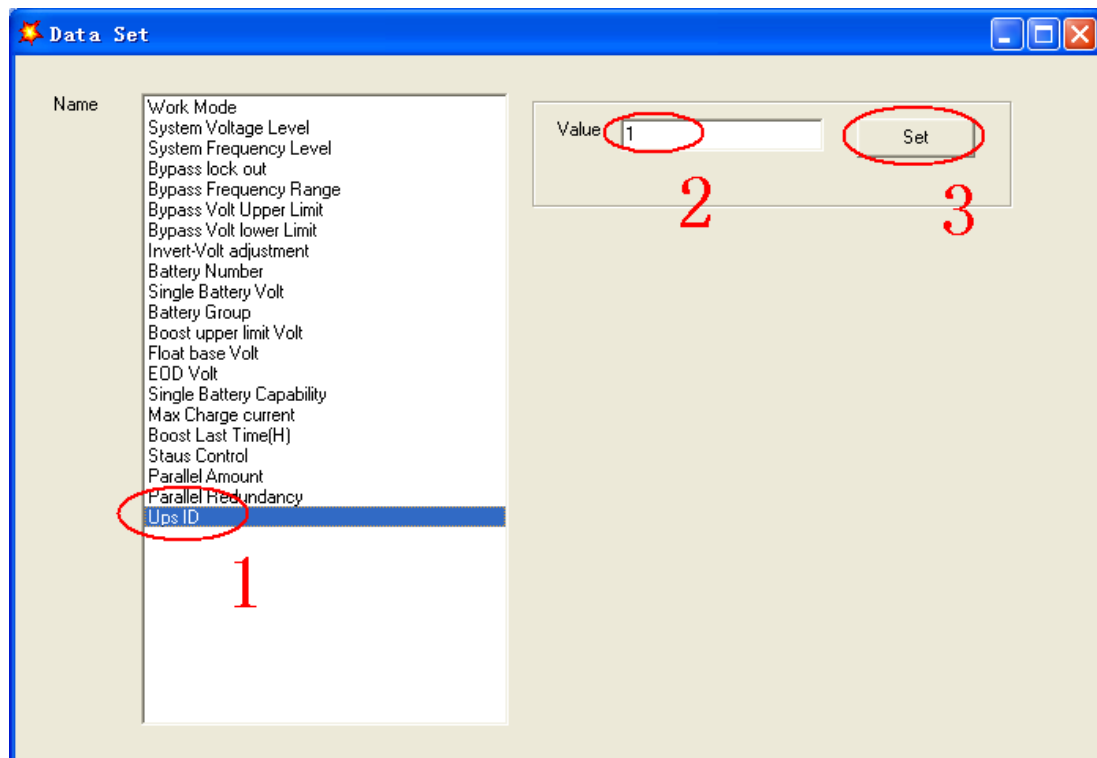 Data Set
Name
Work Mode
System Voltage Level
System Frequency Level
Bypass lock out
Bypass Frequency Range
Bypass Volt Upper Limit
Bypass Volt lower Limit
Invert-Volt adjustment
Battery Number
Single Battery Volt
Battery Group
Boost upper limit Volt
Float base Volt
EOD Volt
Single Battery Capability
Max Charge current
Boost Last Time(H)
Staus Control
Parallel Amount
Parallel Redundancy
Ups ID
1
Value 1
Set
2
3